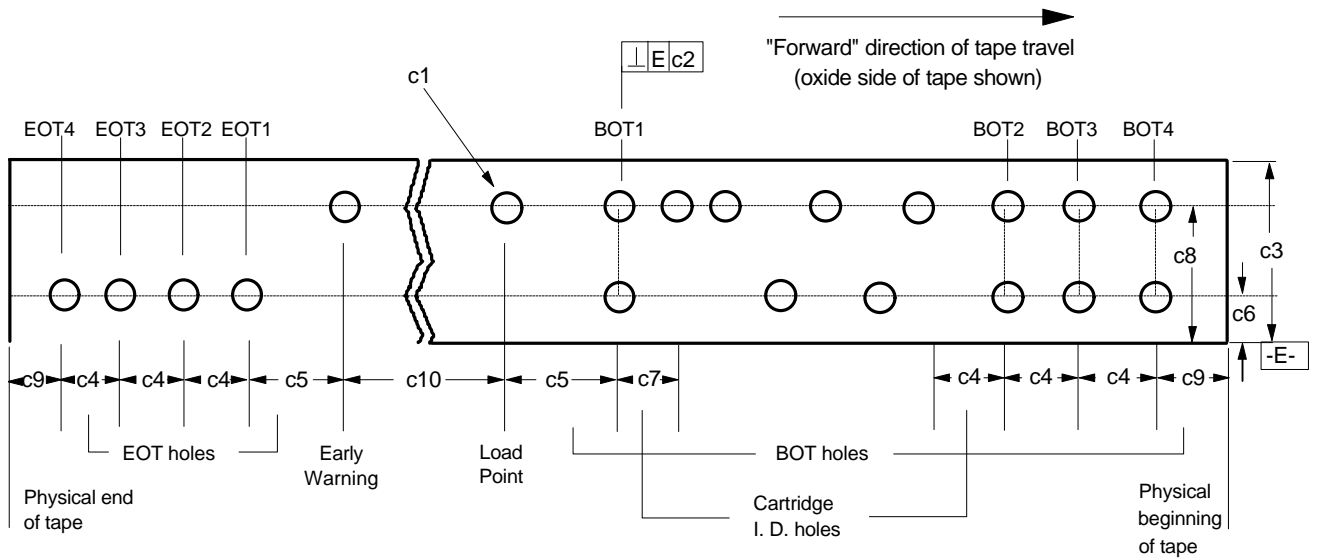 "Forward" direction of tape travel
(oxide side of tape shown)
⊥ E c2
c1
EOT4 EOT3 EOT2 EOT1 BOT1 BOT2 BOT3 BOT4
c8
c3
c6
-E-
c9 c4 c4 c4 c5 c10 c5 c7 c4 c4 c4 c9
EOT holes
Early
Warning
Load
Point
BOT holes
Physical end
of tape
Cartridge
I. D. holes
Physical
beginning
of tape